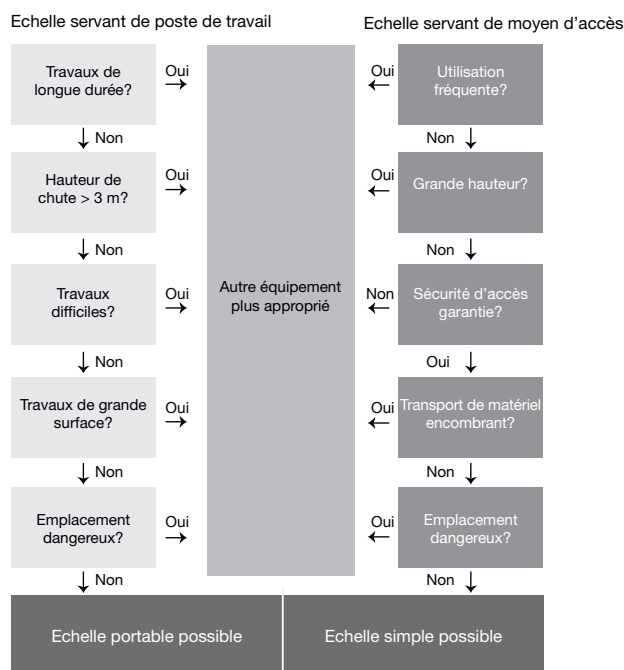 Echelle servant de poste de travail
Echelle servant de moyen d'accès
Travaux de
longue durée?
Oui
Oui
Utilisation
fréquente?
Non
Non
Hauteur de
chute > 3 m?
Oui
Oui
Grande hauteur?
Non
Non
Travaux
difficiles?
Oui
Autre équipement
plus approprié
Non
Sécurité d'accès
garantie?
Non
Oui
Travaux de grande
surface?
Oui
Oui
Transport de matériel
encombrant?
Non
Non
Emplacement
dangereux?
Oui
Oui
Emplacement
dangereux?
Non
Non
Echelle portable possible
Echelle simple possible